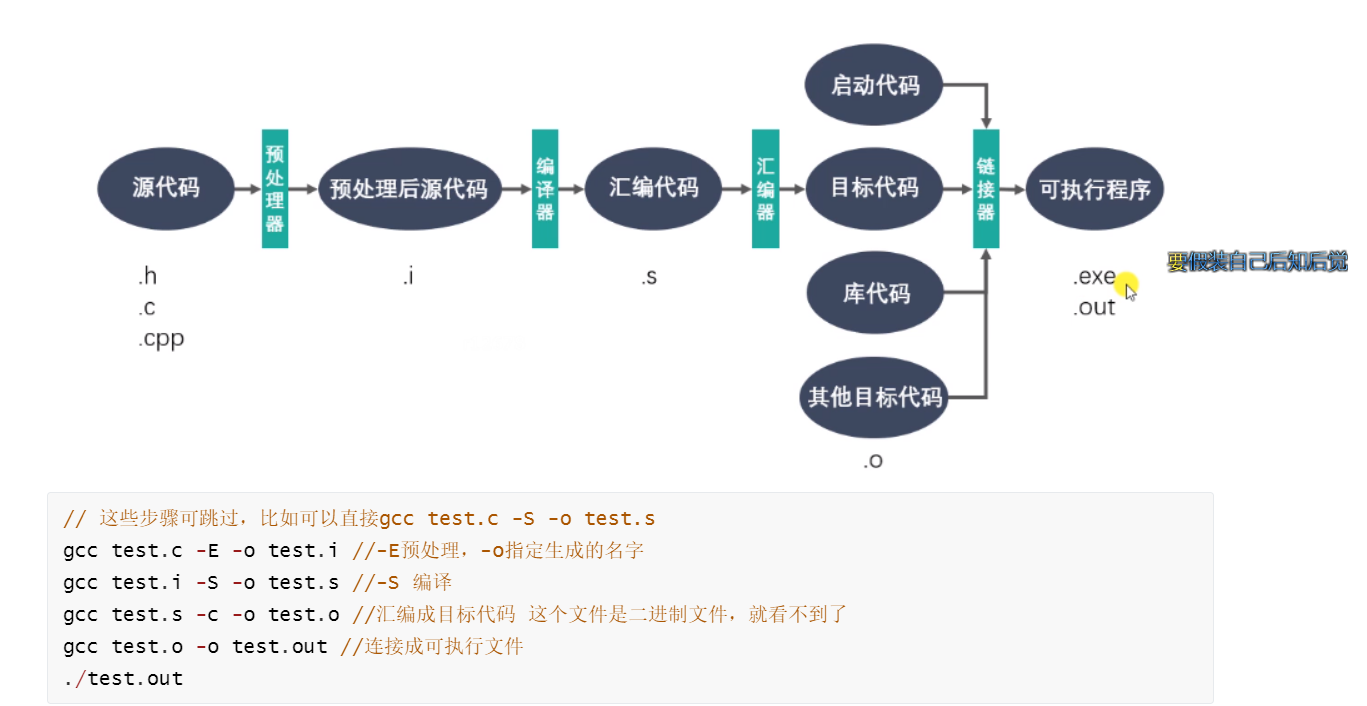 启动代码
源代码
预处理器
预处理后源代码
编译器
汇编代码
汇编器
目标代码
链接器
可执行程序
要假装自己后知后觉
.h
.c
.cpp
.i
.s
库代码
.exe
.out
其他目标代码
.o
// 这些步骤可跳过，比如可以直接gcc test.c -S -o test.s
gcc test.c -E -o test.i //-E预处理，-o指定生成的名字
gcc test.i -S -o test.s //-S 编译
gcc test.s -c -o test.o //汇编成目标代码 这个文件是二进制文件，就看不到了
gcc test.o -o test.out //连接成可执行文件
./test.out